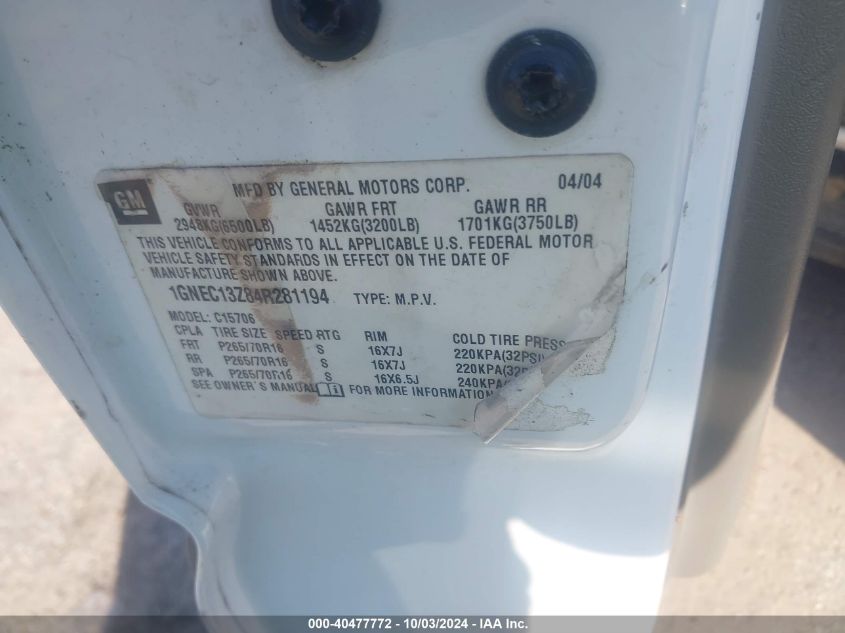 GM
MFD BY GENERAL MOTORS CORP. 04/04
GVWR GAWR FRT GAWR RR
2948KG(6500LB) 1452KG(3200LB) 1701KG(3750LB)
THIS VEHICLE CONFORMS TO ALL APPLICABLE U.S. FEDERAL MOTOR
VEHICLE SAFETY STANDARDS IN EFFECT ON THE DATE OF
MANUFACTURE SHOWN ABOVE.
1GNEC13Z84R281194 TYPE: M.P.V.
MODEL: C15706
CPLA TIRE SIZE SPEED RTG RIM COLD TIRE PRESS
FRT P265/70R16 S 16X7J 220KPA(32PSI
RR P265/70R16 S 16X7J 220KPA(32P
SPA P265/70R16 S 16X6.5J 240KPA
SEE OWNER'S MANUAL FOR MORE INFORMATION
000-40477772 - 10/03/2024 - IAA Inc.